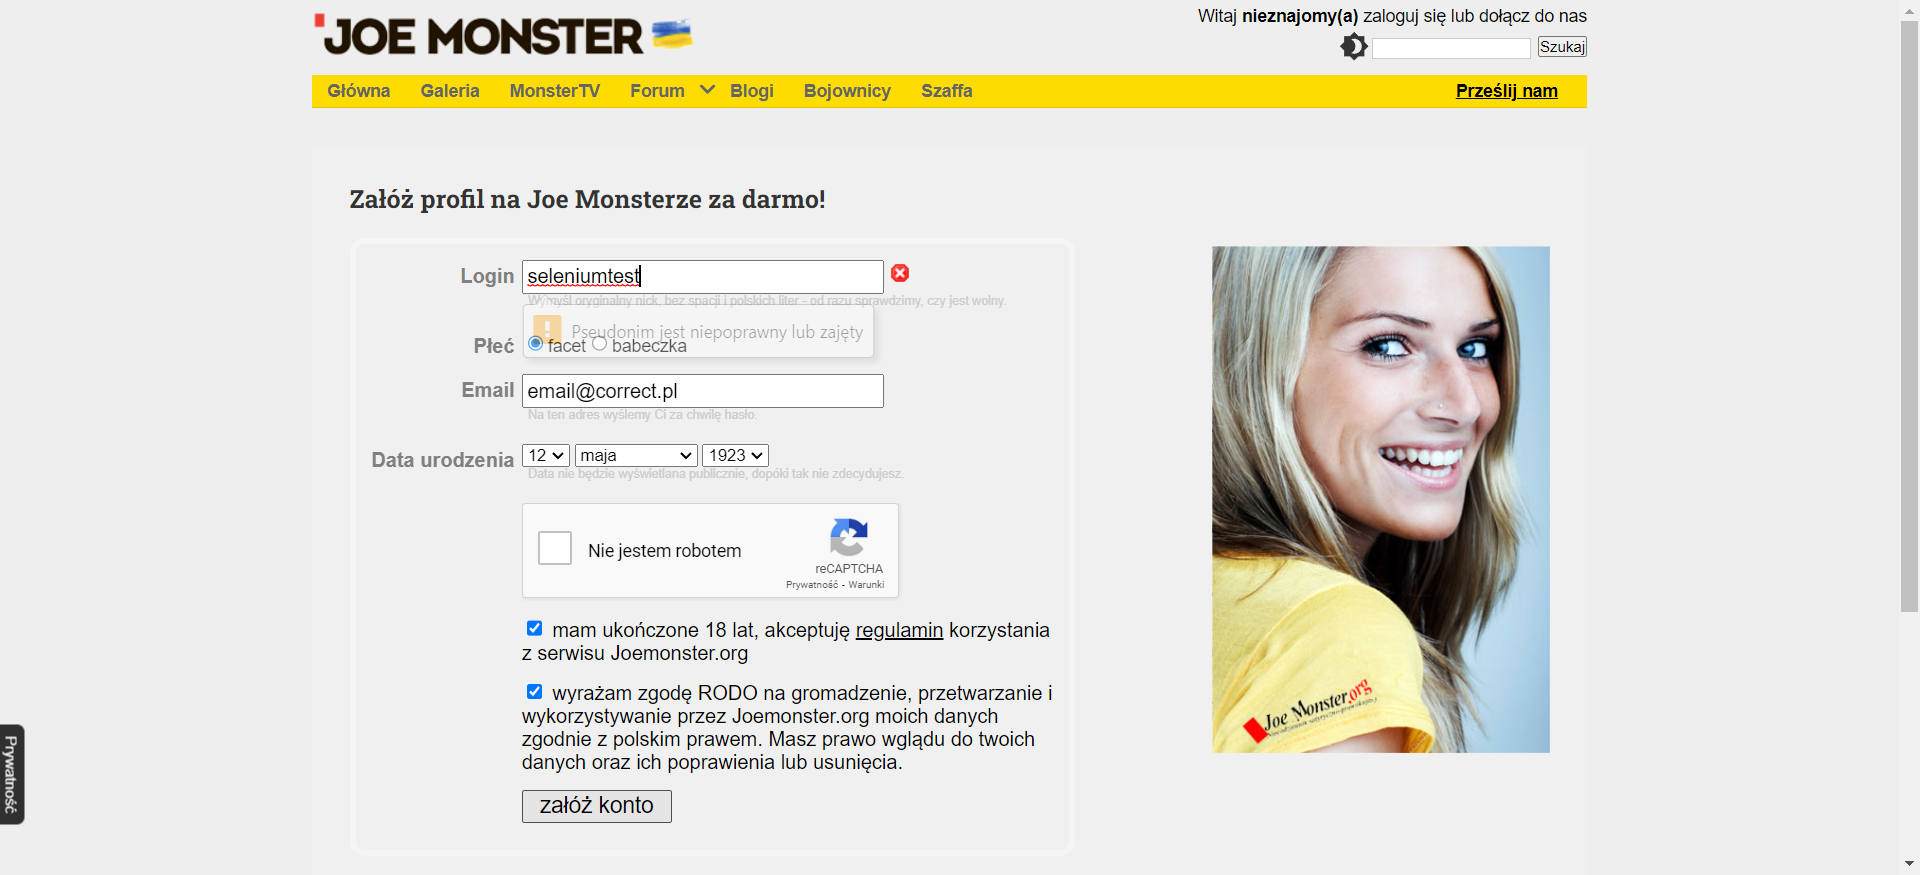 JOE MONSTER
Witaj nieznajomy(a) zaloguj się lub dołącz do nas
Szukaj
Główna Galeria MonsterTV Forum Blogi Bojownicy Szaffa Prześlij nam
Załóż profil na Joe Monsterze za darmo!
Login seleniumtest
Wymyśl oryginalny nick, bez spacji i polskich liter - od razu sprawdzimy, czy jest wolny.
Pseudonim jest niepoprawny lub zajęty
Płeć facet babeczka
Email email@correct.pl
Na ten adres wyślemy Ci za chwilę hasło.
Data urodzenia 12 maja 1923
Data nie będzie wyświetlana publicznie, dopóki tak nie zdecydujesz.
Nie jestem robotem
reCAPTCHA
Prywatność - Warunki
mam ukończone 18 lat, akceptuję regulamin korzystania
z serwisu Joemonster.org
wyrażam zgodę RODO na gromadzenie, przetwarzanie i
wykorzystywanie przez Joemonster.org moich danych
zgodnie z polskim prawem. Masz prawo wglądu do twoich
danych oraz ich poprawienia lub usunięcia.
załóż konto
Joe Monster.org
Prywatność